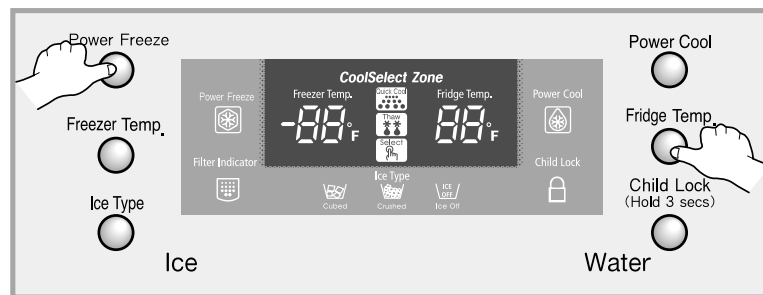 Power Freeze
Freezer Temp.
Ice Type
Ice
CoolSelect Zone
Power Freeze
Freezer Temp.
-88°F
Quick Cool
Thaw
Select
Fridge Temp.
88°F
Power Cool
Filter Indicator
Ice Type
Cubed
Crushed
ICE
OFF
Ice Off
Child Lock
Power Cool
Fridge Temp.
Child Lock
(Hold 3 secs)
Water